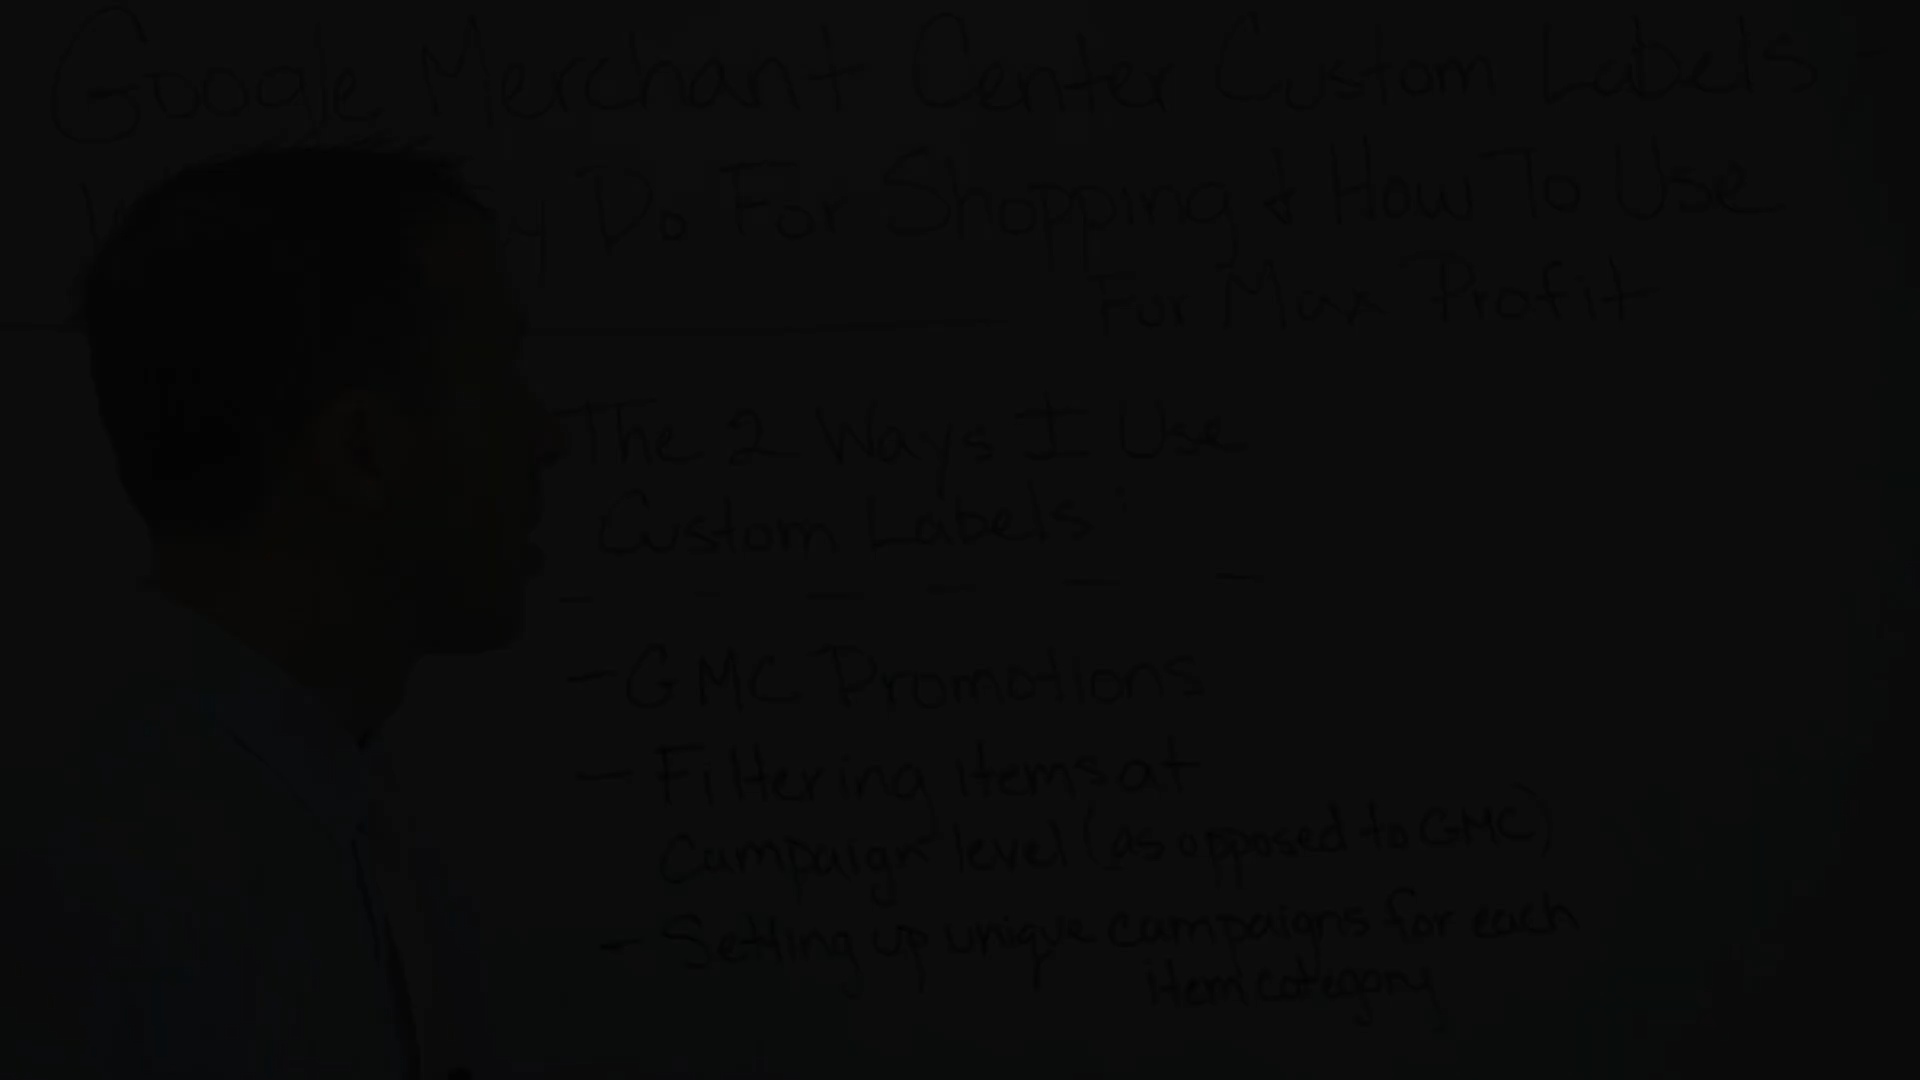 Google Merchant Center Custom Labels
Do For Shopping & How To Use
For Max Profit
The 2 Ways I Use
Custom Labels:
- GMC Promotions
- Filtering items at
Campaign level (as opposed to GMC)
- Setting up unique campaigns for each
item category